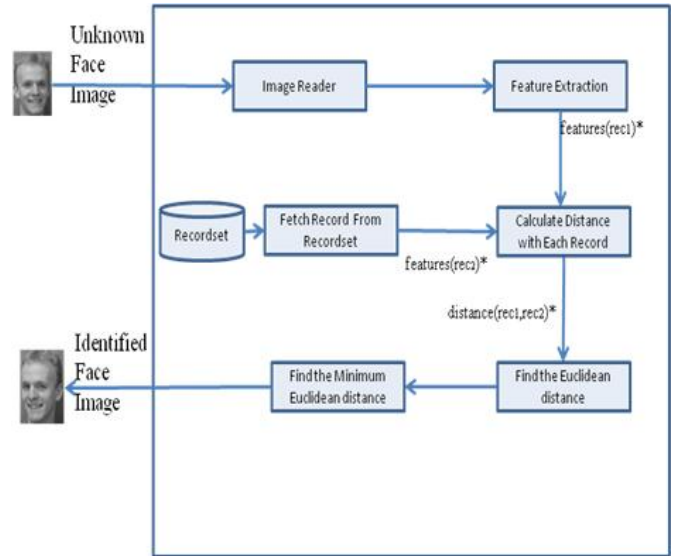 Unknown
Face
Image
Image Reader
Feature Extraction
features(rec1)*
Recordset
Fetch Record From
Recordset
Calculate Distance
with Each Record
features(rec2)*
distance(rec1,rec2)*
Identified
Face
Image
Find the Minimum
Euclidean distance
Find the Euclidean
distance